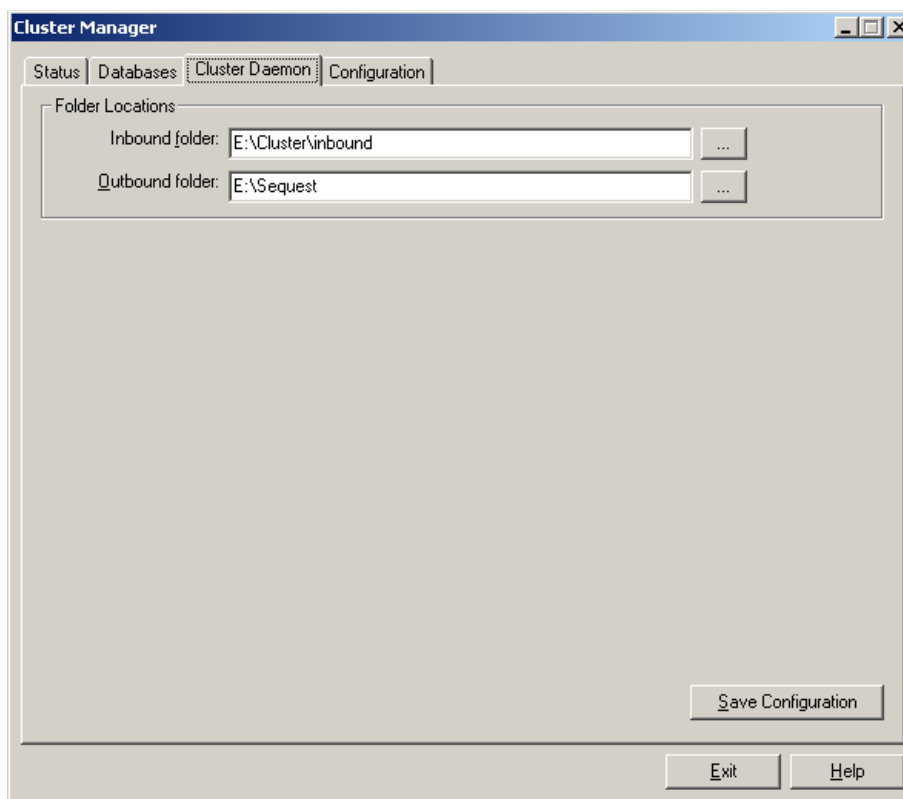 Cluster Manager
Status Databases Cluster Daemon Configuration
Folder Locations
Inbound folder: E:\Cluster\inbound ...
Outbound folder: E:\Sequest ...
Save Configuration
Exit Help